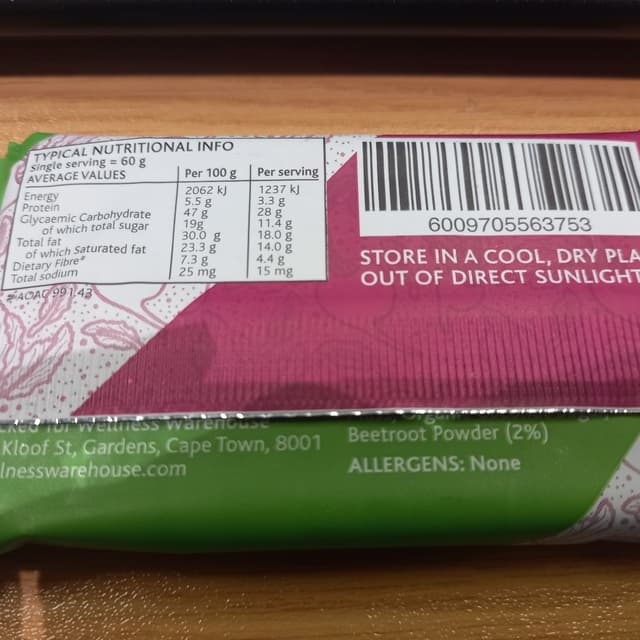 TYPICAL NUTRITIONAL INFO
single serving = 60 g
AVERAGE VALUES Per 100 g Per serving
Energy 2062 kJ 1237 kJ
Protein 5.5 g 3.3 g
Glycaemic Carbohydrate 47 g 28 g
of which total sugar 19g 11.4 g
Total fat 30.0 g 18.0 g
of which Saturated fat 23.3 g 14.0 g
Dietary Fibre# 7.3 g 4.4 g
Total sodium 25 mg 15 mg
#AOAC 991.43
6009705563753
STORE IN A COOL, DRY PLA
OUT OF DIRECT SUNLIGHT
for Wellness Warehouse
Kloof St, Gardens, Cape Town, 8001
lnesswarehouse.com
Beetroot Powder (2%)
ALLERGENS: None